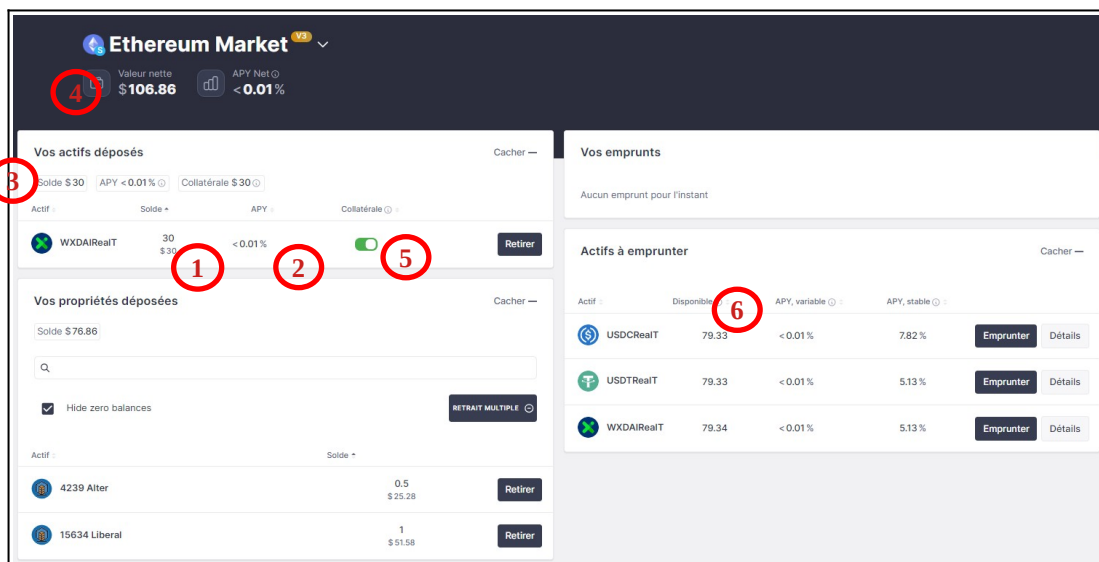 Ethereum Market V3
Valeur nette
$106.86
APY Net
< 0.01%
4
Vos actifs déposés
Cacher —
3
Solde $30
APY < 0.01%
Collatérale $30
Actif
Solde
APY
Collatérale
WXDAIRealT
30
$30
< 0.01%
Retirer
1
2
5
Vos propriétés déposées
Cacher —
Solde $76.86
Hide zero balances
RETRAIT MULTIPLE
Actif
Solde
4239 Alter
0.5
$25.28
Retirer
15634 Liberal
1
$51.58
Retirer
Vos emprunts
Aucun emprunt pour l'instant
Actifs à emprunter
Cacher —
Actif
Disponible
APY, variable
APY, stable
6
USDCRealT
79.33
< 0.01%
7.82%
Emprunter
Détails
USDTRealT
79.33
< 0.01%
5.13%
Emprunter
Détails
WXDAIRealT
79.34
< 0.01%
5.13%
Emprunter
Détails